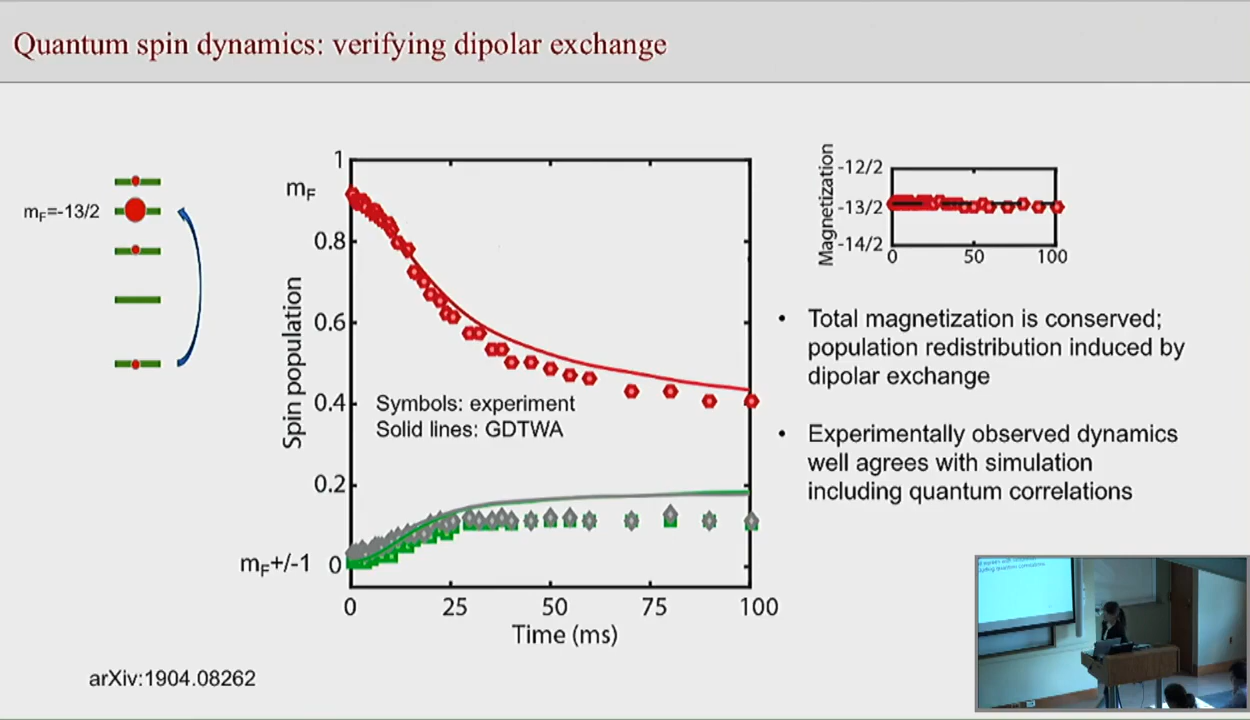 Quantum spin dynamics: verifying dipolar exchange
mF=-13/2
mF
mF+/-1
Spin population
1
0.8
0.6
0.4
0.2
0
Symbols: experiment
Solid lines: GDTWA
0 25 50 75 100
Time (ms)
Magnetization
-12/2
-13/2
-14/2
0 50 100
• Total magnetization is conserved;
population redistribution induced by
dipolar exchange
• Experimentally observed dynamics
well agrees with simulation
including quantum correlations
arXiv:1904.08262